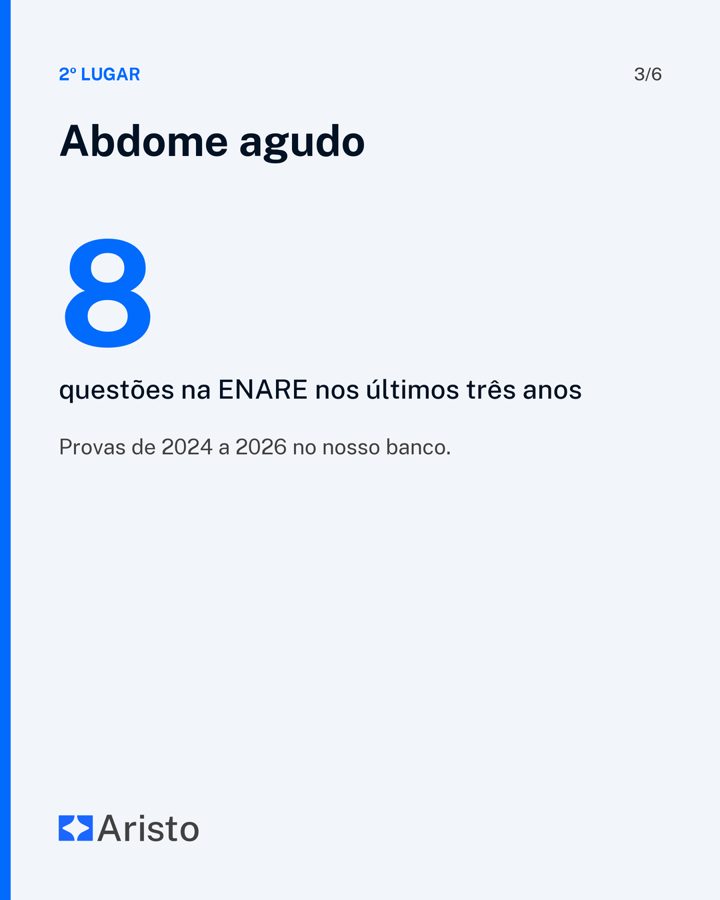 2º LUGAR
3/6
Abdome agudo
8
questões na ENARE nos últimos três anos
Provas de 2024 a 2026 no nosso banco.
Aristo